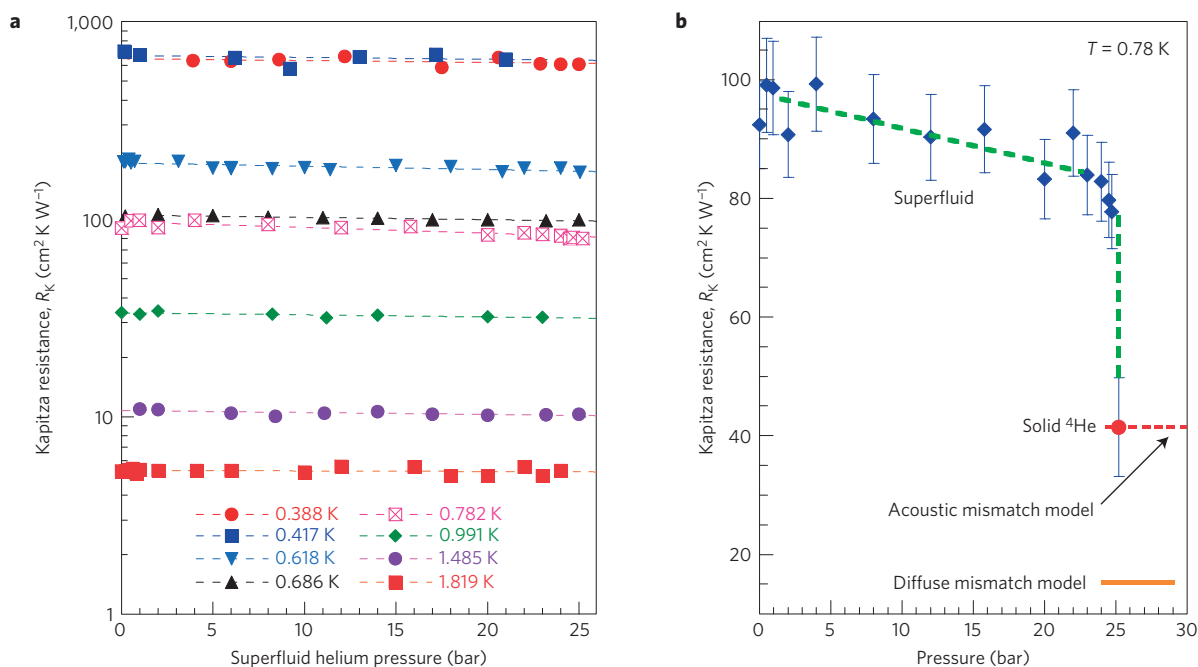 a
1,000
100
10
1
Kapitza resistance, R_K (cm² K W⁻¹)
0.388 K
0.417 K
0.618 K
0.686 K
0.782 K
0.991 K
1.485 K
1.819 K
0 5 10 15 20 25
Superfluid helium pressure (bar)
b
T = 0.78 K
100
80
60
40
20
Kapitza resistance, R_K (cm² K W⁻¹)
Superfluid
Solid ⁴He
Acoustic mismatch model
Diffuse mismatch model
0 5 10 15 20 25 30
Pressure (bar)